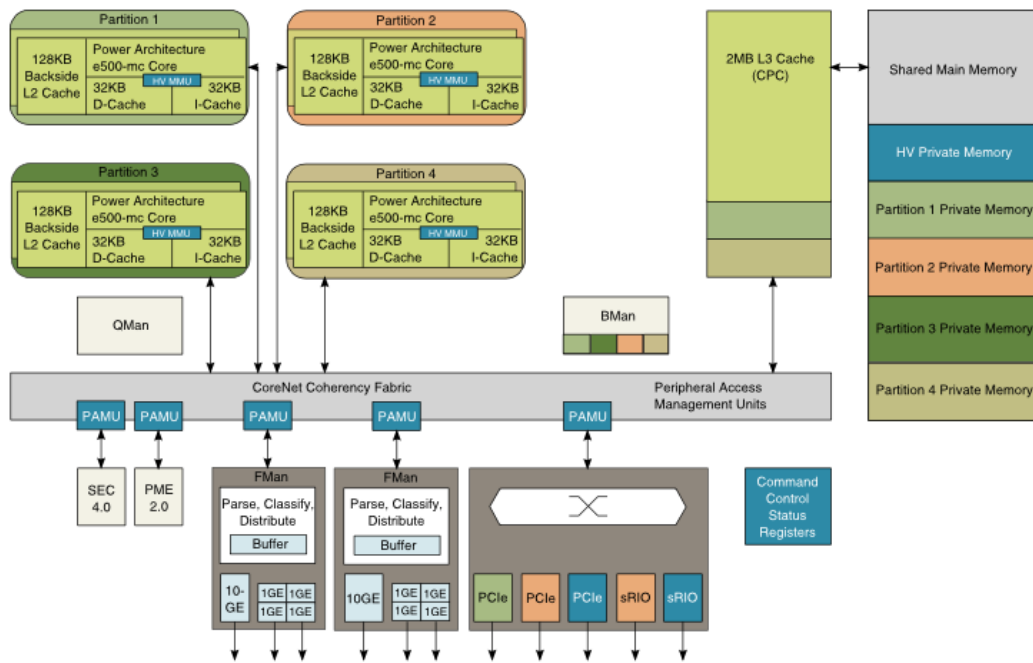 Partition 1
128KB
Backside
L2 Cache
Power Architecture
e500-mc Core
HV MMU
32KB
D-Cache
32KB
I-Cache
Partition 2
128KB
Backside
L2 Cache
Power Architecture
e500-mc Core
HV MMU
32KB
D-Cache
32KB
I-Cache
2MB L3 Cache
(CPC)
Shared Main Memory
HV Private Memory
Partition 1 Private Memory
Partition 2 Private Memory
Partition 3 Private Memory
Partition 4 Private Memory
Partition 3
128KB
Backside
L2 Cache
Power Architecture
e500-mc Core
HV MMU
32KB
D-Cache
32KB
I-Cache
Partition 4
128KB
Backside
L2 Cache
Power Architecture
e500-mc Core
HV MMU
32KB
D-Cache
32KB
I-Cache
QMan
BMan
CoreNet Coherency Fabric
Peripheral Access
Management Units
PAMU
PAMU
PAMU
PAMU
PAMU
SEC
4.0
PME
2.0
FMan
Parse, Classify,
Distribute
Buffer
10-
GE
1GE 1GE
1GE 1GE
FMan
Parse, Classify,
Distribute
Buffer
10GE
1GE 1GE
1GE 1GE
PCIe
PCIe
PCIe
sRIO
sRIO
Command
Control
Status
Registers